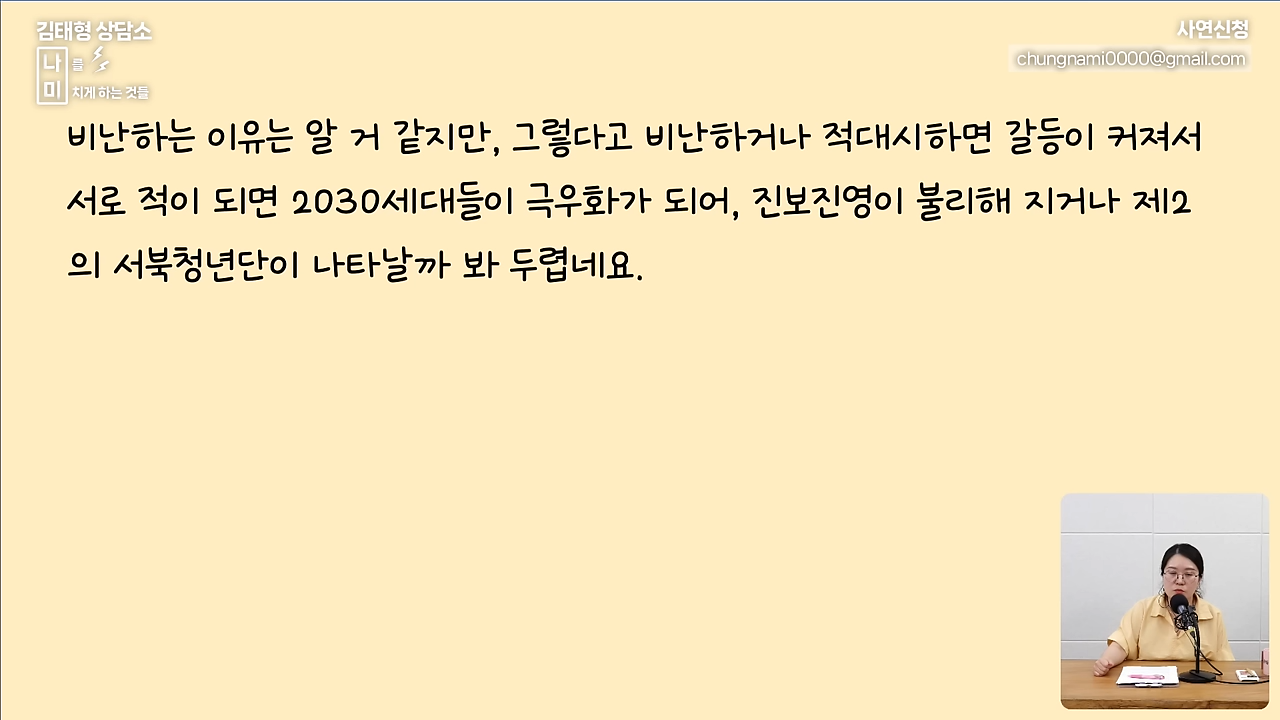 김태형 상담소
나를
미치게 하는 것들
사연신청
chungnami0000@gmail.com
비난하는 이유는 알 거 같지만, 그렇다고 비난하거나 적대시하면 갈등이 커져서
서로 적이 되면 2030세대들이 극우화가 되어, 진보진영이 불리해 지거나 제2
의 서북청년단이 나타날까 봐 두렵네요.